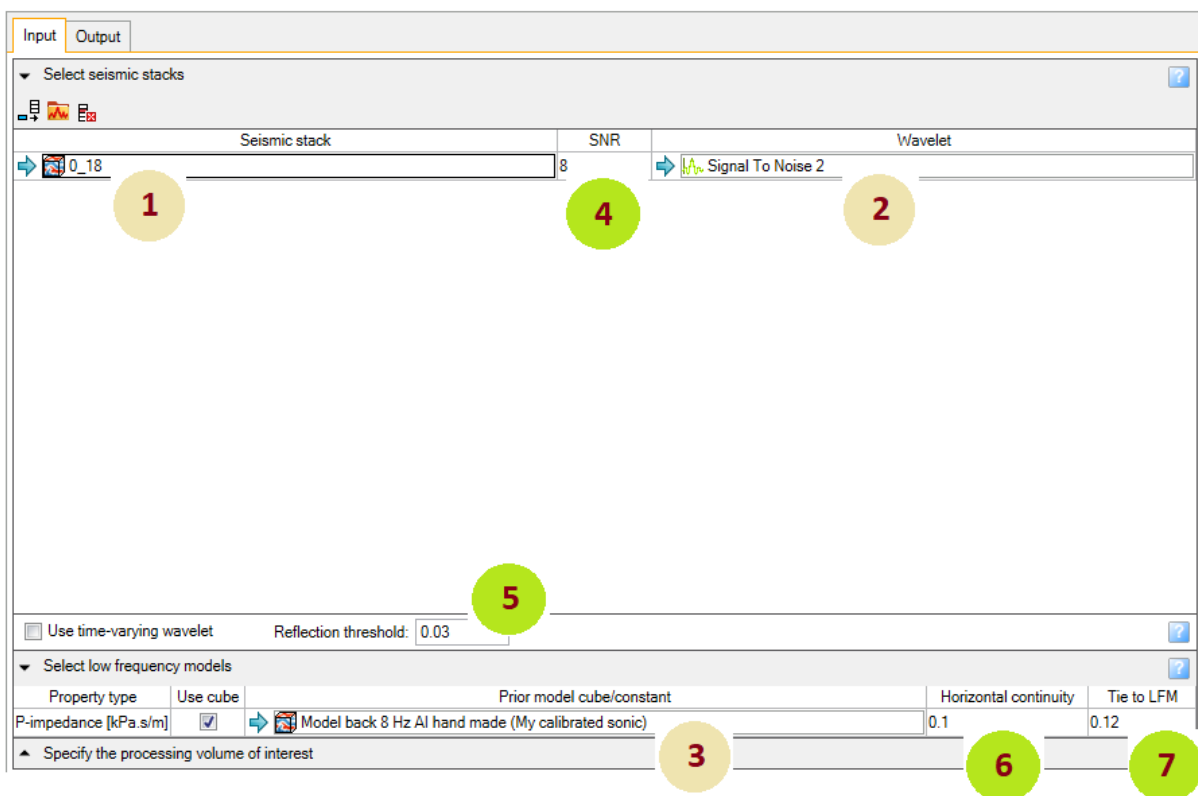 Input Output
Select seismic stacks ?
Seismic stack SNR Wavelet
0_18 8 Signal To Noise 2
1 4 2
5
Use time-varying wavelet Reflection threshold: 0.03 ?
Select low frequency models ?
Property type Use cube Prior model cube/constant Horizontal continuity Tie to LFM
P-impedance [kPa.s/m] Model back 8 Hz AI hand made (My calibrated sonic) 0.1 0.12
Specify the processing volume of interest
3 6 7